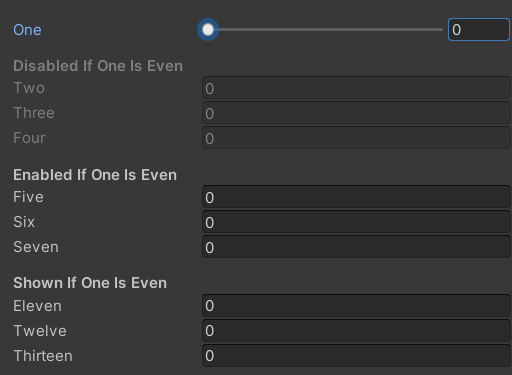 One 0
Disabled If One Is Even
Two 0
Three 0
Four 0
Enabled If One Is Even
Five 0
Six 0
Seven 0
Shown If One Is Even
Eleven 0
Twelve 0
Thirteen 0